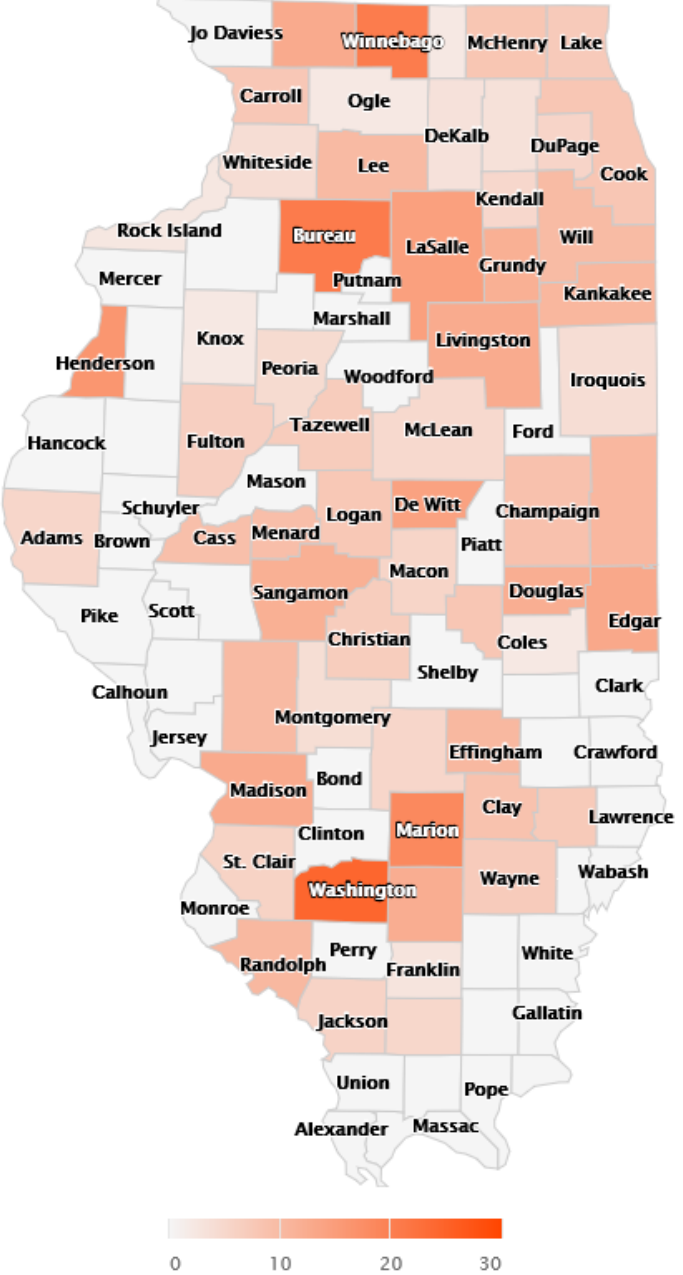 Jo Daviess
Winnebago
McHenry
Lake
Carroll
Ogle
DeKalb
DuPage
Cook
Whiteside
Lee
Kendall
Rock Island
Bureau
LaSalle
Will
Grundy
Mercer
Putnam
Kankakee
Marshall
Henderson
Knox
Livingston
Peoria
Woodford
Iroquois
Hancock
Fulton
Tazewell
McLean
Ford
Mason
Schuyler
De Witt
Logan
Champaign
Adams
Brown
Cass
Menard
Piatt
Macon
Sangamon
Douglas
Pike
Scott
Edgar
Christian
Coles
Shelby
Calhoun
Clark
Montgomery
Jersey
Effingham
Crawford
Bond
Madison
Clay
Lawrence
Clinton
Marion
St. Clair
Wayne
Wabash
Washington
Monroe
Perry
White
Randolph
Franklin
Jackson
Gallatin
Union
Pope
Alexander
Massac
0 10 20 30